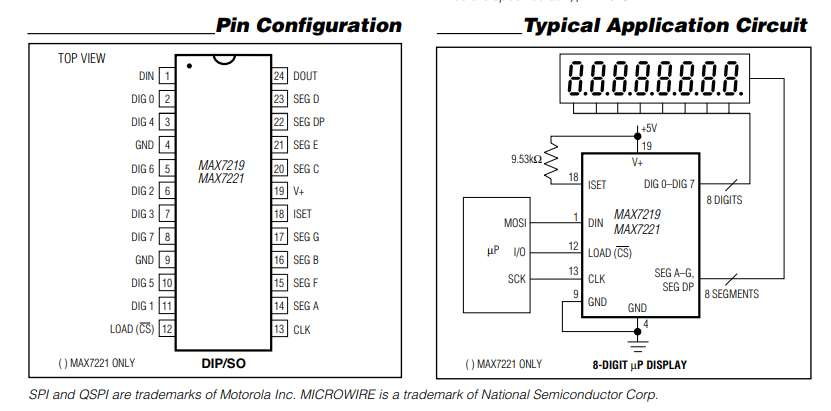 Pin Configuration
TOP VIEW
DIN 1
DIG 0 2
DIG 4 3
GND 4
DIG 6 5
DIG 2 6
DIG 3 7
DIG 7 8
GND 9
DIG 5 10
DIG 1 11
LOAD (CS) 12
MAX7219
MAX7221
24 DOUT
23 SEG D
22 SEG DP
21 SEG E
20 SEG C
19 V+
18 ISET
17 SEG G
16 SEG B
15 SEG F
14 SEG A
13 CLK
( ) MAX7221 ONLY
DIP/SO
Typical Application Circuit
8.8.8.8.8.8.8.8.
+5V
19
9.53kΩ
V+
18 ISET
DIG 0–DIG 7
8 DIGITS
MAX7219
MAX7221
MOSI
1 DIN
µP
I/O
12 LOAD (CS)
SCK
13 CLK
SEG A–G,
SEG DP
8 SEGMENTS
9
GND
GND
4
( ) MAX7221 ONLY
8-DIGIT µP DISPLAY
SPI and QSPI are trademarks of Motorola Inc. MICROWIRE is a trademark of National Semiconductor Corp.